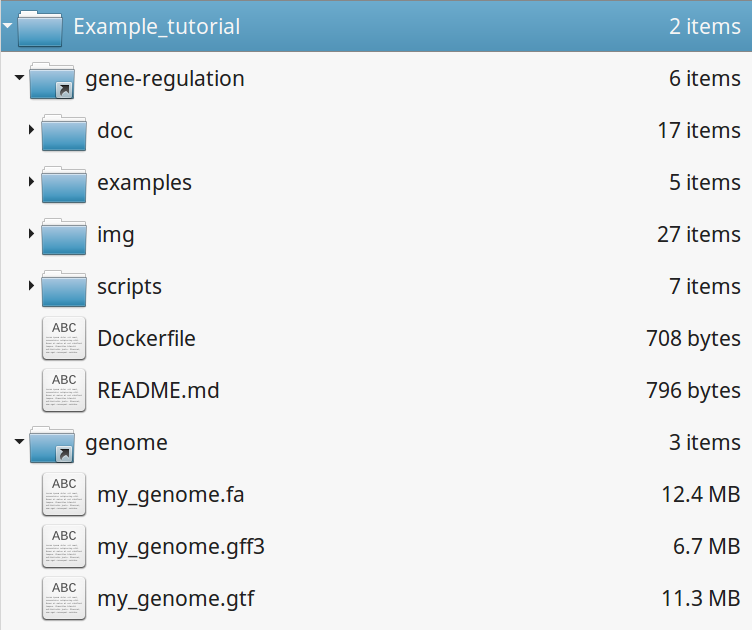 Example_tutorial 2 items
gene-regulation 6 items
doc 17 items
examples 5 items
img 27 items
scripts 7 items
ABC Dockerfile 708 bytes
ABC README.md 796 bytes
genome 3 items
ABC my_genome.fa 12.4 MB
ABC my_genome.gff3 6.7 MB
ABC my_genome.gtf 11.3 MB